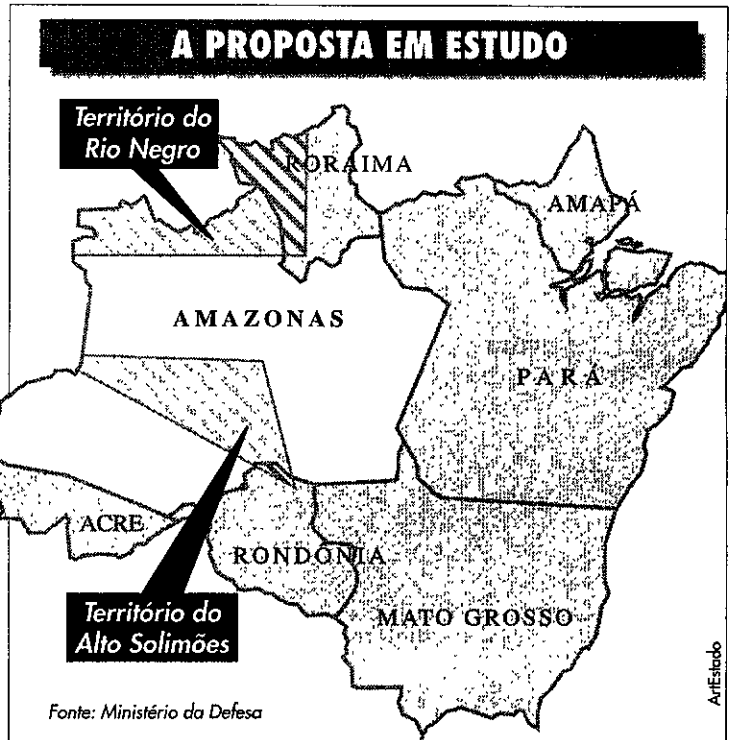 A PROPOSTA EM ESTUDO
Território do
Rio Negro
RORAIMA
AMAPÁ
AMAZONAS
PARÁ
ACRE
RONDÔNIA
MATO GROSSO
Território do
Alto Solimões
Fonte: Ministério da Defesa
ArtEstado